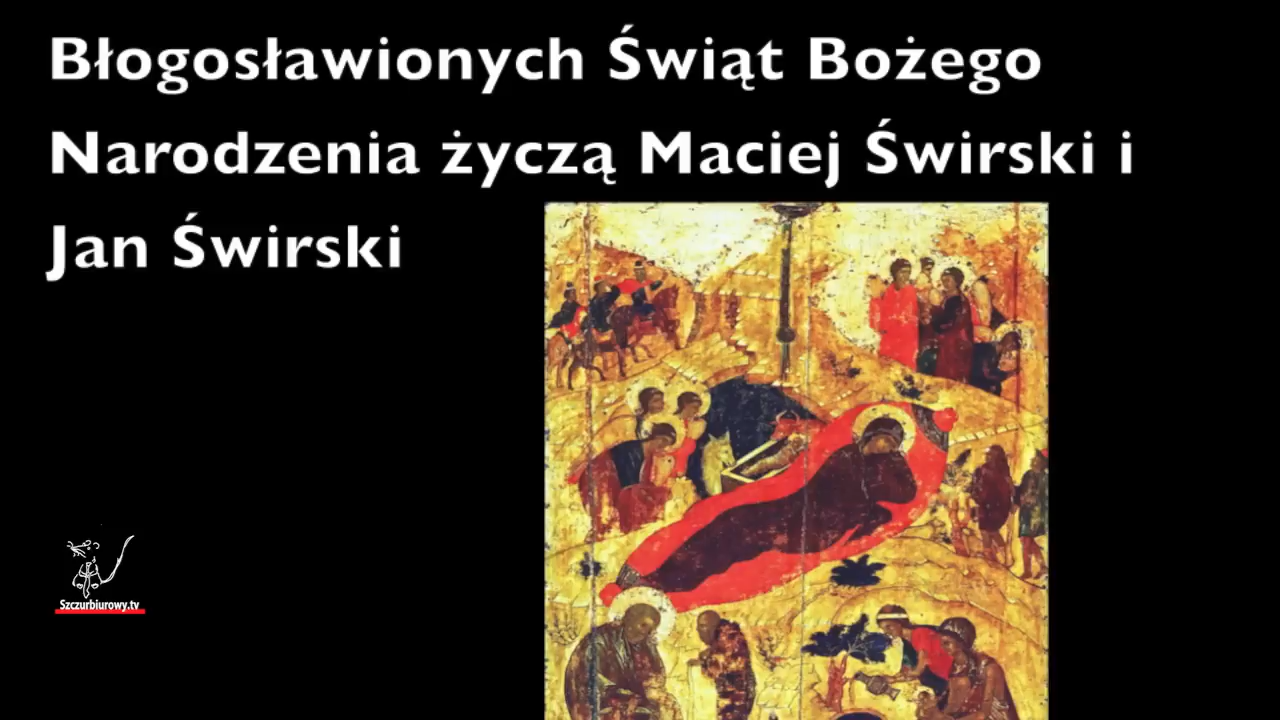 Błogosławionych Świąt Bożego
Narodzenia życzą Maciej Świrski i
Jan Świrski
Szczurbiurowy.tv